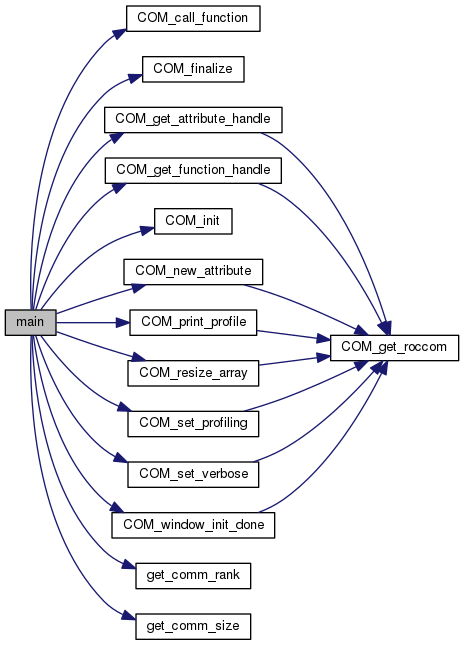 COM_call_function
COM_finalize
COM_get_attribute_handle
COM_get_function_handle
COM_init
COM_new_attribute
main
COM_print_profile
COM_get_roccom
COM_resize_array
COM_set_profiling
COM_set_verbose
COM_window_init_done
get_comm_rank
get_comm_size